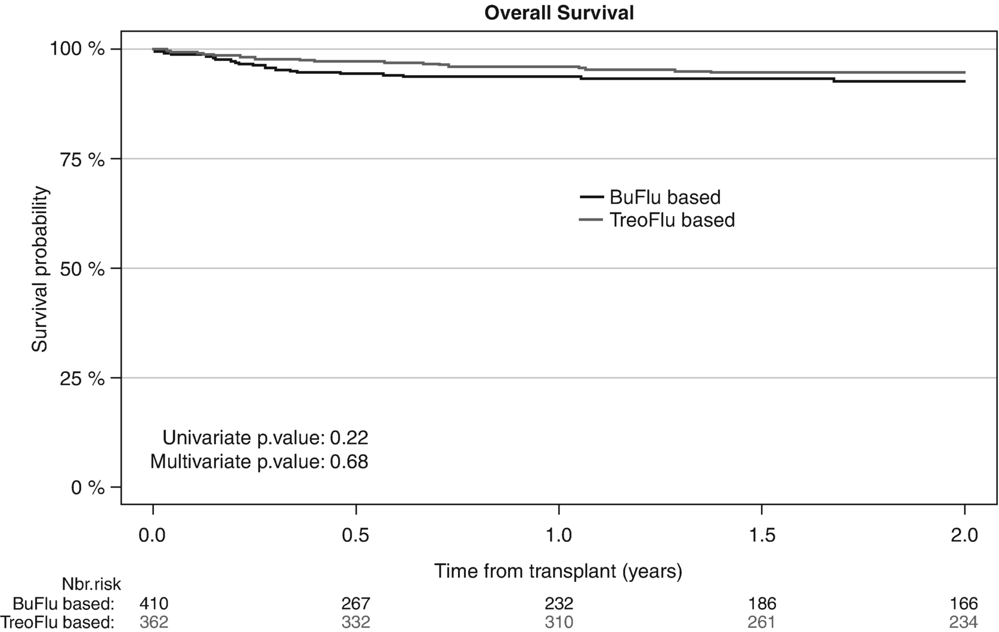 Overall Survival
100 %
75 %
50 %
25 %
0 %
Survival probability
BuFlu based
TreoFlu based
Univariate p.value: 0.22
Multivariate p.value: 0.68
0.0 0.5 1.0 1.5 2.0
Time from transplant (years)
Nbr.risk
BuFlu based: 410 267 232 186 166
TreoFlu based: 362 332 310 261 234